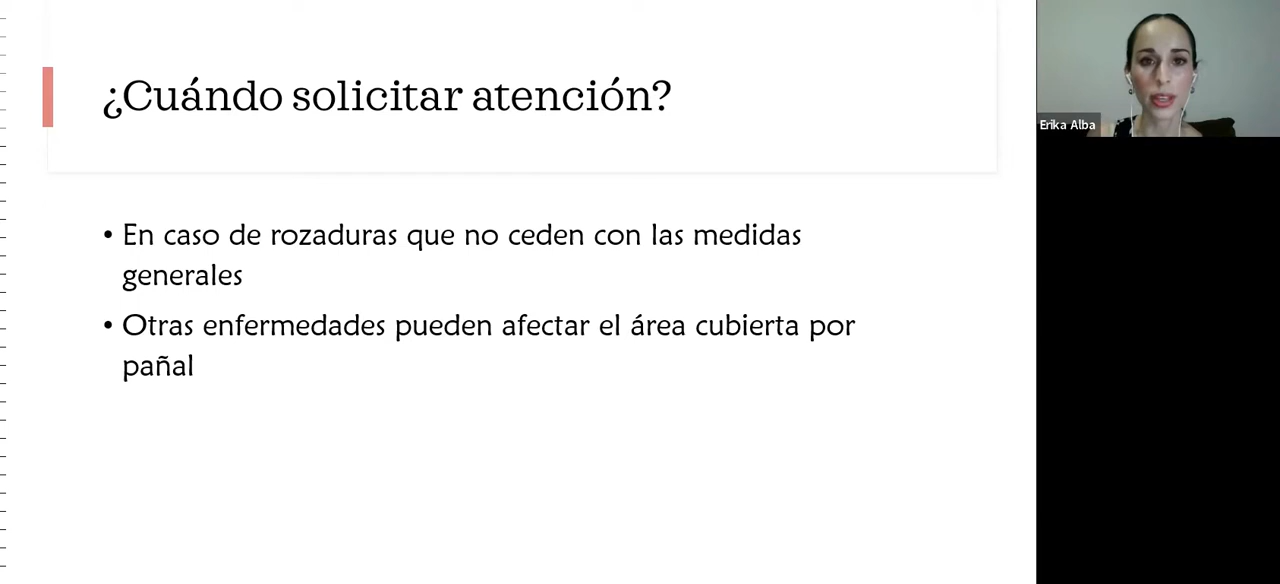 ¿Cuándo solicitar atención?
• En caso de rozaduras que no ceden con las medidas
generales
• Otras enfermedades pueden afectar el área cubierta por
pañal
Erika Alba